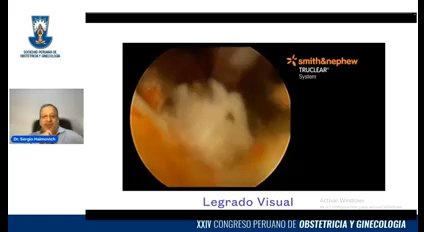 SOCIEDAD PERUANA DE
OBSTETRICIA Y GINECOLOGIA
smith&nephew
TRUCLEAR
System
Dr. Sergio Haimovich
Legrado Visual
Activar Windows
XXIV CONGRESO PERUANO DE OBSTETRICIA Y GINECOLOGIA